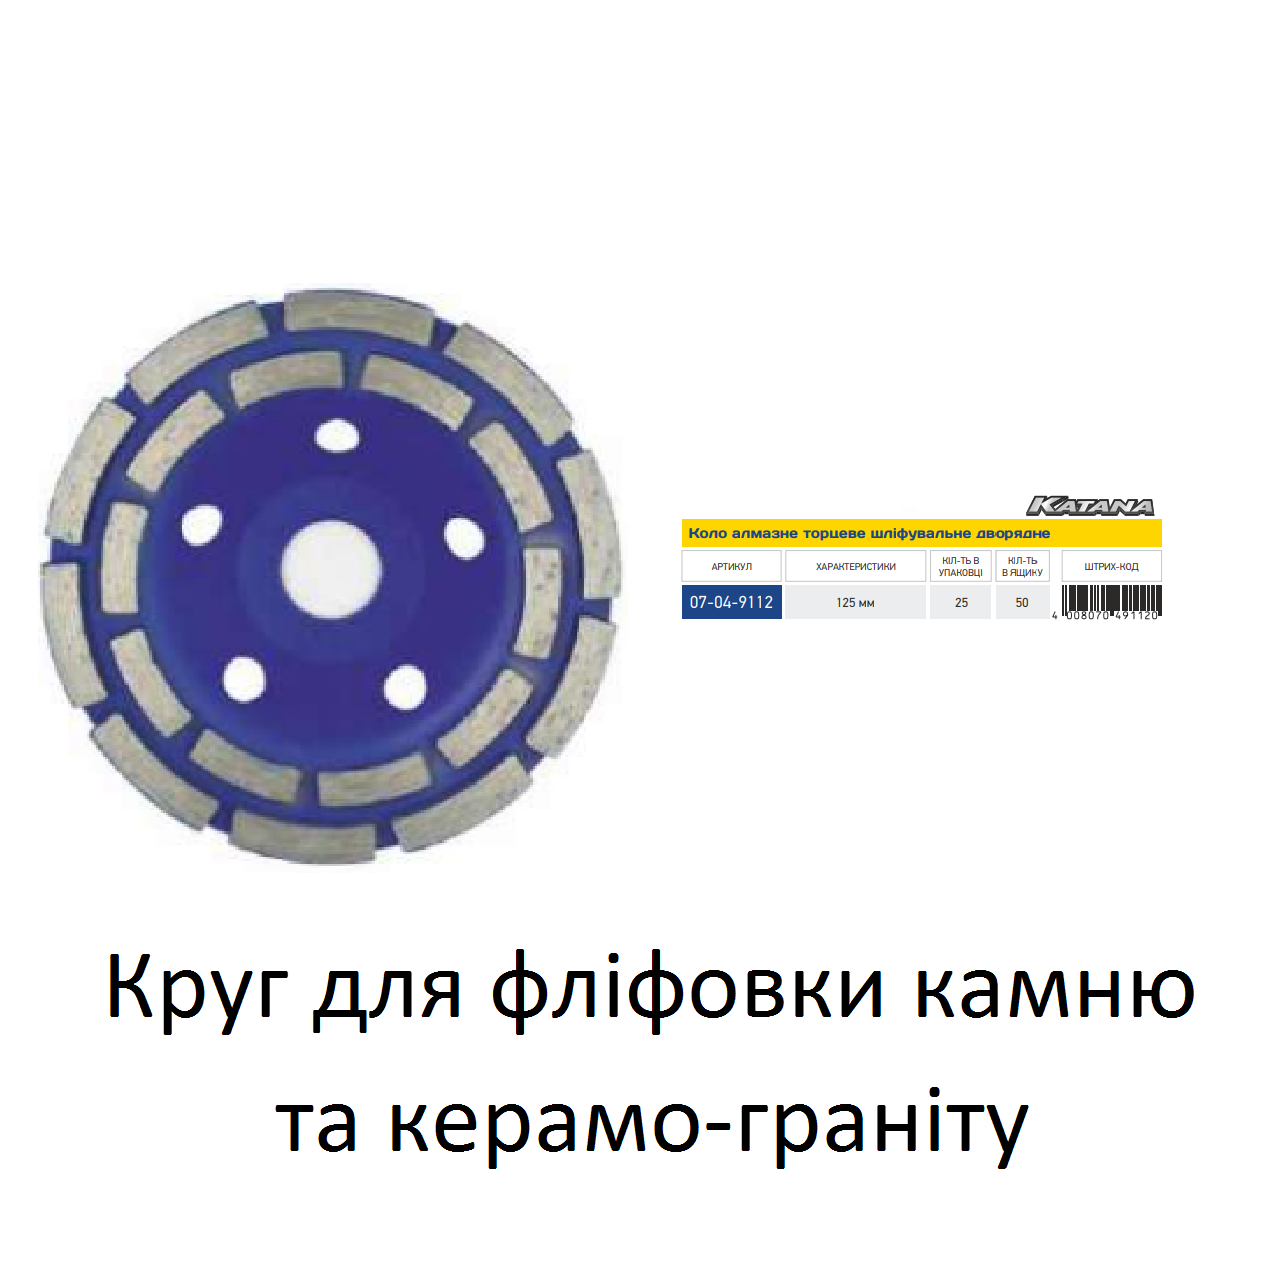 KATANA
Коло алмазне торцеве шліфувальне дворядне
АРТИКУЛ ХАРАКТЕРИСТИКИ КІЛ-ТЬ В УПАКОВЦІ КІЛ-ТЬ В ЯЩИКУ ШТРИХ-КОД
07-04-9112 125 мм 25 50
4 008070 491120
Круг для фліфовки камню
та керамо-граніту